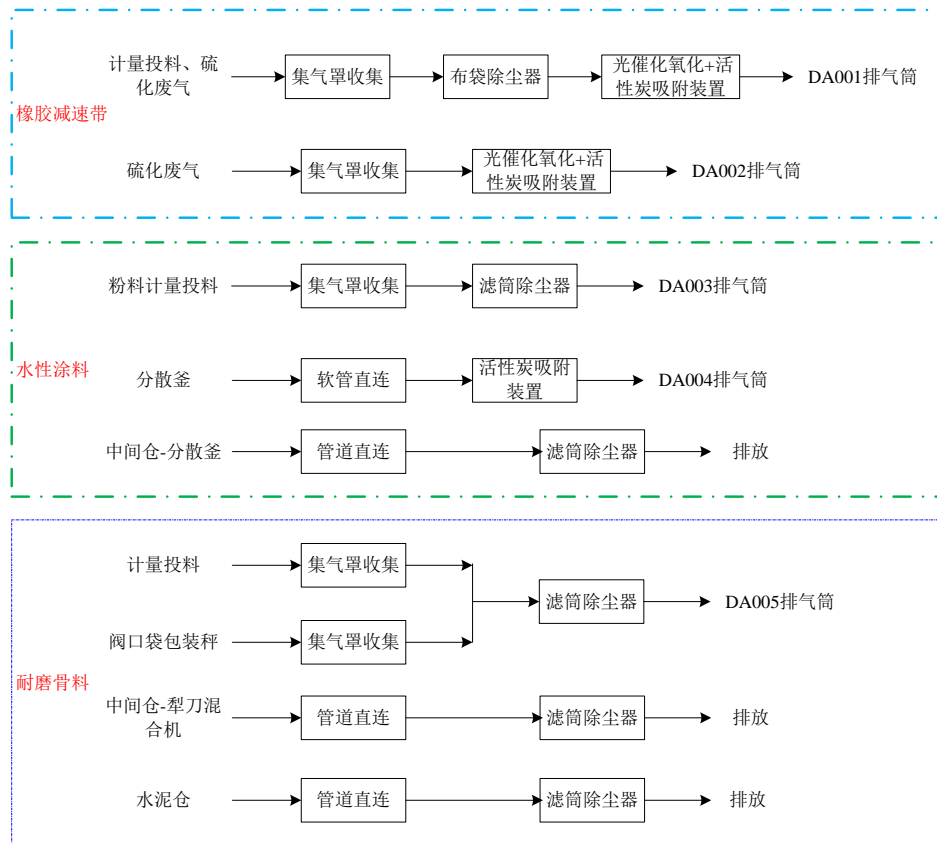 橡胶减速带
计量投料、硫
化废气
集气罩收集
布袋除尘器
光催化氧化+活
性炭吸附装置
DA001排气筒
硫化废气
集气罩收集
光催化氧化+活
性炭吸附装置
DA002排气筒
水性涂料
粉料计量投料
集气罩收集
滤筒除尘器
DA003排气筒
分散釜
软管直连
活性炭吸附
装置
DA004排气筒
中间仓-分散釜
管道直连
滤筒除尘器
排放
耐磨骨料
计量投料
集气罩收集
阀口袋包装秤
集气罩收集
滤筒除尘器
DA005排气筒
中间仓-犁刀混
合机
管道直连
滤筒除尘器
排放
水泥仓
管道直连
滤筒除尘器
排放